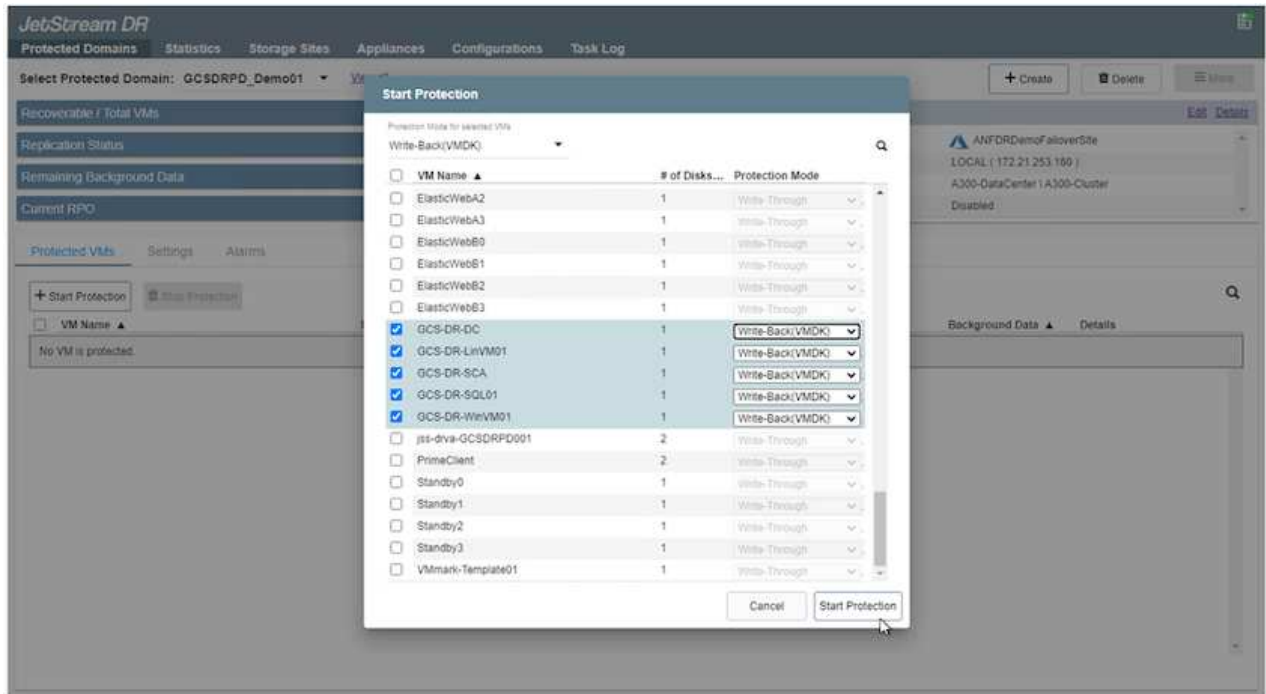 JetStream DR
Protected Domains Statistics Storage Sites Appliances Configurations Task Log
Select Protected Domain: GCSDRPD_Demo01
+ Create Delete More
Recoverable / Total VMs
Edit Details
Replication Status
ANFDRDemoFailoverSite
LOCAL ( 172.21.253.160 )
Remaining Background Data
A300-DataCenter \ A300-Cluster
Current RPO
Disabled
Protected VMs Settings Alarms
+ Start Protection Stop Protection
VM Name ▲ Background Data ▲ Details
No VM is protected.
Start Protection
Protection Mode for selected VMs
Write-Back(VMDK)
VM Name ▲ # of Disks... Protection Mode
ElasticWebA2 1 Write-Through
ElasticWebA3 1 Write-Through
ElasticWebB0 1 Write-Through
ElasticWebB1 1 Write-Through
ElasticWebB2 1 Write-Through
ElasticWebB3 1 Write-Through
GCS-DR-DC 1 Write-Back(VMDK)
GCS-DR-LinVM01 1 Write-Back(VMDK)
GCS-DR-SCA 1 Write-Back(VMDK)
GCS-DR-SQL01 1 Write-Back(VMDK)
GCS-DR-WinVM01 1 Write-Back(VMDK)
jss-drva-GCSDRPD001 2 Write-Through
PrimeClient 2 Write-Through
Standby0 1 Write-Through
Standby1 1 Write-Through
Standby2 1 Write-Through
Standby3 1 Write-Through
VMmark-Template01 1 Write-Through
Cancel Start Protection